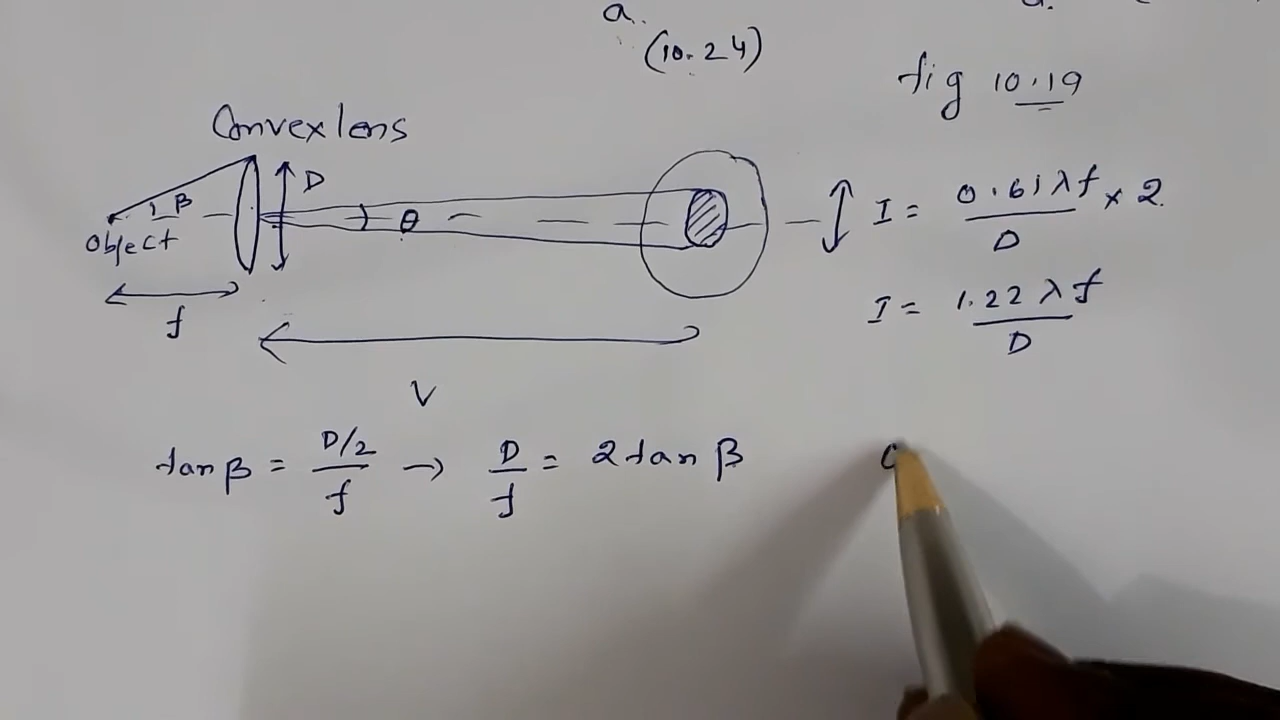 a..
(10.24)
fig 10.19
Convex lens
D
β
θ
Object
f
V
I = 0.61λf/D × 2
I = 1.22λf/D
tan β = D/2/f → D/f = 2 tan β